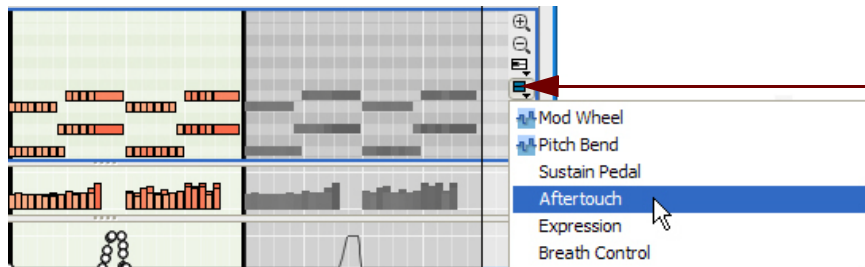 Mod Wheel
Pitch Bend
Sustain Pedal
Aftertouch
Expression
Breath Control